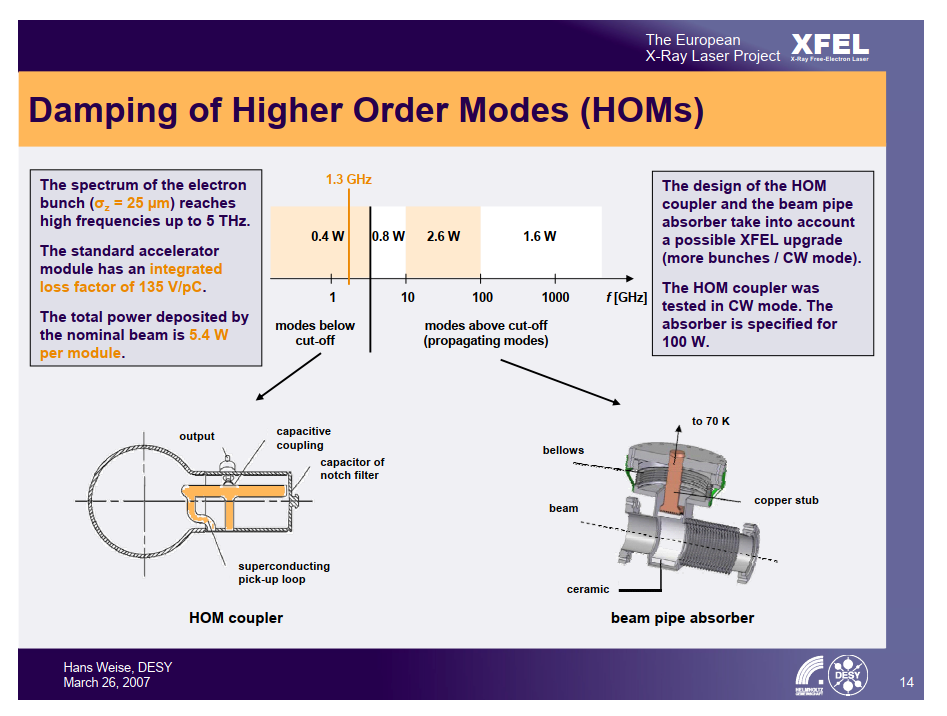 The European
X-Ray Laser Project
XFEL
X-Ray Free-Electron Laser
Damping of Higher Order Modes (HOMs)
The spectrum of the electron
bunch (σz = 25 µm) reaches
high frequencies up to 5 THz.
The standard accelerator
module has an integrated
loss factor of 135 V/pC.
The total power deposited by
the nominal beam is 5.4 W
per module.
1.3 GHz
0.4 W
0.8 W
2.6 W
1.6 W
1
10
100
1000
f [GHz]
modes below
cut-off
modes above cut-off
(propagating modes)
The design of the HOM
coupler and the beam pipe
absorber take into account
a possible XFEL upgrade
(more bunches / CW mode).
The HOM coupler was
tested in CW mode. The
absorber is specified for
100 W.
output
capacitive
coupling
capacitor of
notch filter
superconducting
pick-up loop
HOM coupler
to 70 K
bellows
copper stub
beam
ceramic
beam pipe absorber
Hans Weise, DESY
March 26, 2007
HELMHOLTZ
GEMEINSCHAFT
DESY
14